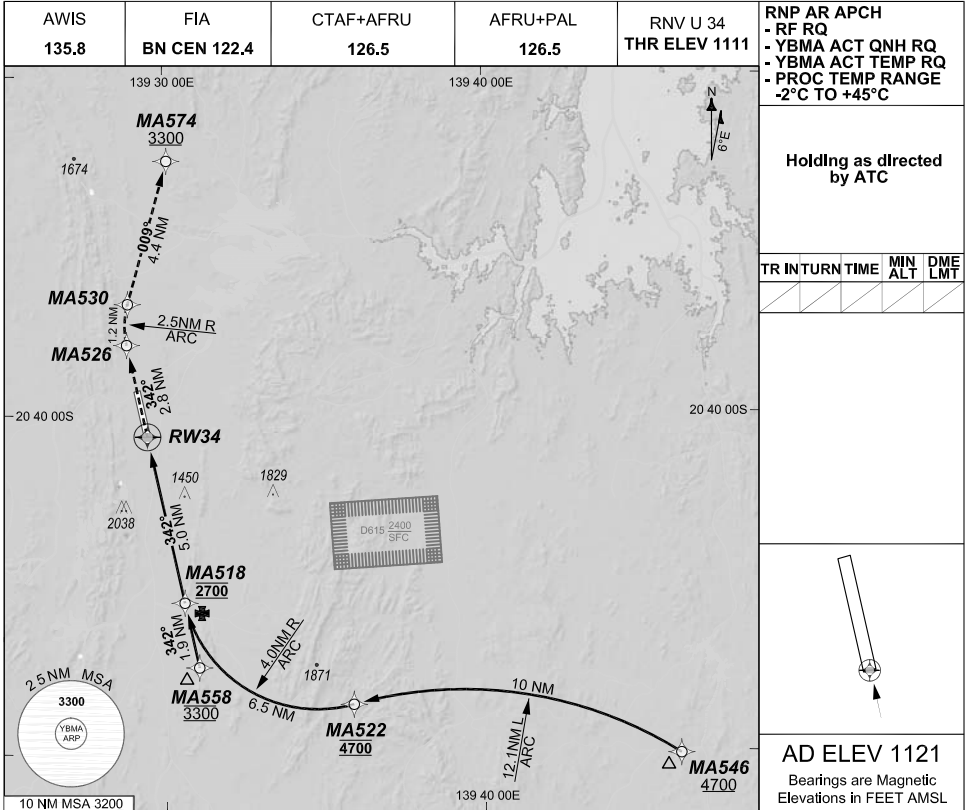 AWIS
135.8
FIA
BN CEN 122.4
CTAF+AFRU
126.5
AFRU+PAL
126.5
RNV U 34
THR ELEV 1111
RNP AR APCH
- RF RQ
- YBMA ACT QNH RQ
- YBMA ACT TEMP RQ
- PROC TEMP RANGE
-2°C TO +45°C
Holding as directed
by ATC
TR IN TURN TIME MIN ALT DME LMT
139 30 00E
139 40 00E
N
6°E
MA574
3300
1674
009°
4.4 NM
MA530
1.2 NM
2.5NM R
ARC
MA526
342°
2.8 NM
20 40 00S
20 40 00S
RW34
1450
1829
2038
D615 2400
SFC
342°
5.0 NM
MA518
2700
342°
1.9 NM
4.0NM R
ARC
1871
MA558
3300
6.5 NM
10 NM
MA522
4700
12.1NM L
ARC
MA546
4700
25 NM MSA
3300
YBMA
ARP
10 NM MSA 3200
139 40 00E
AD ELEV 1121
Bearings are Magnetic
Elevations in FEET AMSL